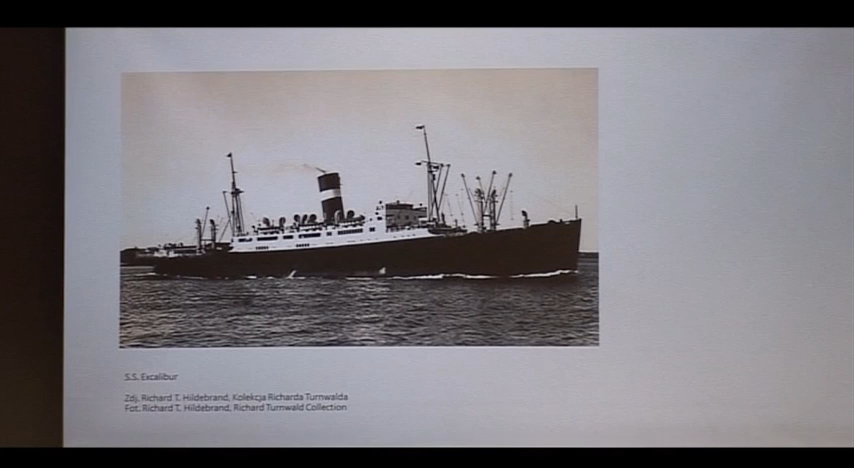 S.S. Excalibur
Zdj. Richard T. Hildebrand, Kolekcja Richarda Turnwalda
Fot. Richard T. Hildebrand, Richard Turnwald Collection